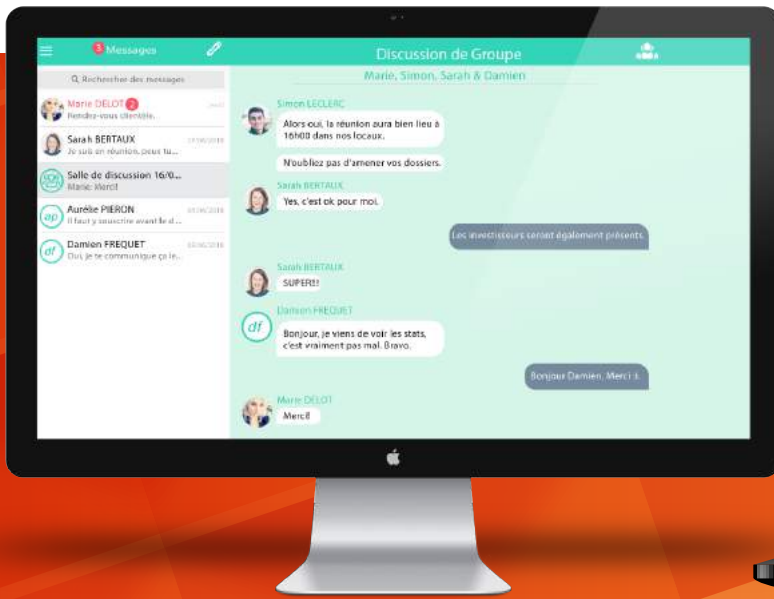 3 Messages
Rechercher des messages
Marie DELOT 2
Rendez-vous clientèle.
Sarah BERTAUX
Je suis en réunion, peux tu...
Salle de discussion 16/0...
Marie: Merci!
Aurélie PIERON
Il faut y souscrire avant le d...
Damien FREQUET
Oui, je te communique ça le...
Discussion de Groupe
Marie, Simon, Sarah & Damien
Simon LECLERC
Alors oui, la réunion aura bien lieu à
16h00 dans nos locaux.
N'oubliez pas d'amener vos dossiers.
Sarah BERTAUX
Yes, c'est ok pour moi.
Les investisseurs seront également présents.
Sarah BERTAUX
SUPER!!!
df
Damien FREQUET
Bonjour, je viens de voir les stats,
c'est vraiment pas mal. Bravo.
Bonjour Damien, Merci :).
Marie DELOT
Merci!
ap
df